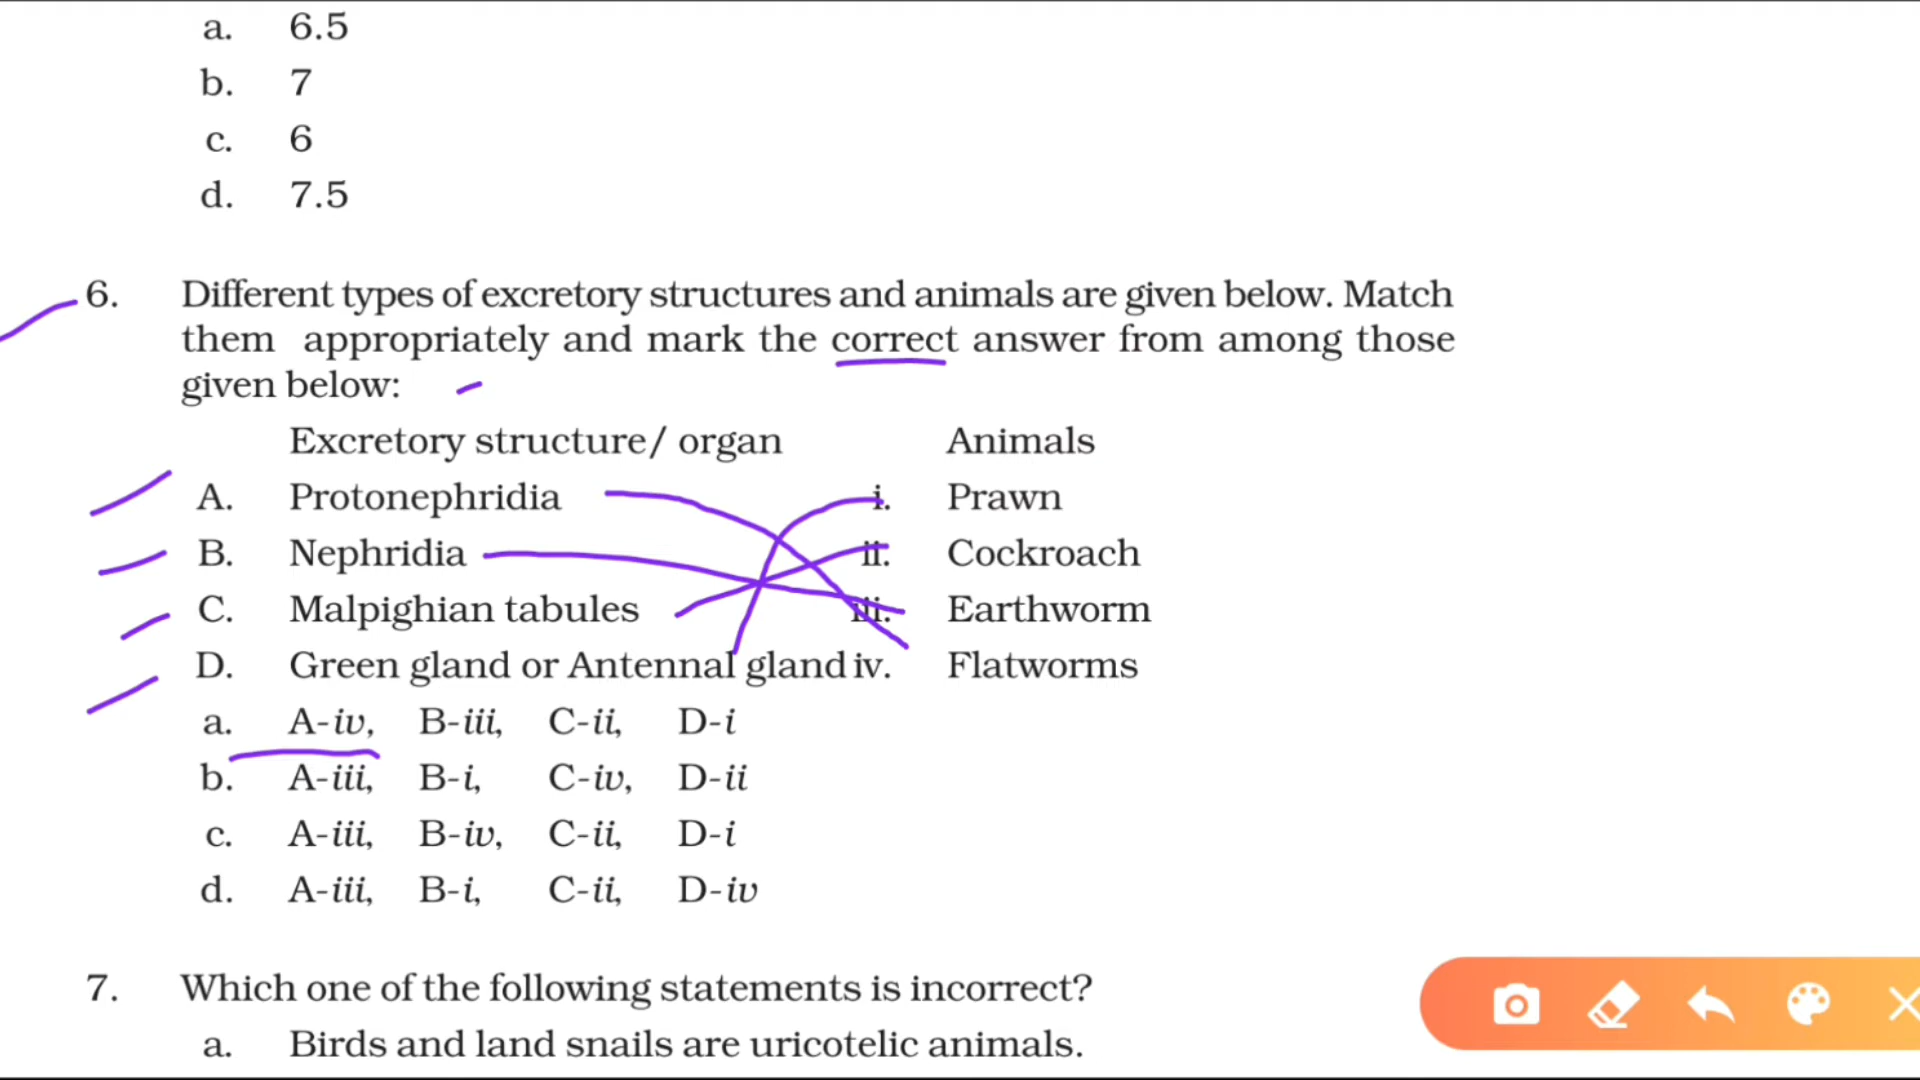 a. 6.5
b. 7
c. 6
d. 7.5
6. Different types of excretory structures and animals are given below. Match
them appropriately and mark the correct answer from among those
given below:
Excretory structure/ organ Animals
A. Protonephridia i. Prawn
B. Nephridia ii. Cockroach
C. Malpighian tabules iii. Earthworm
D. Green gland or Antennal gland iv. Flatworms
a. A-iv, B-iii, C-ii, D-i
b. A-iii, B-i, C-iv, D-ii
c. A-iii, B-iv, C-ii, D-i
d. A-iii, B-i, C-ii, D-iv
7. Which one of the following statements is incorrect?
a. Birds and land snails are uricotelic animals.